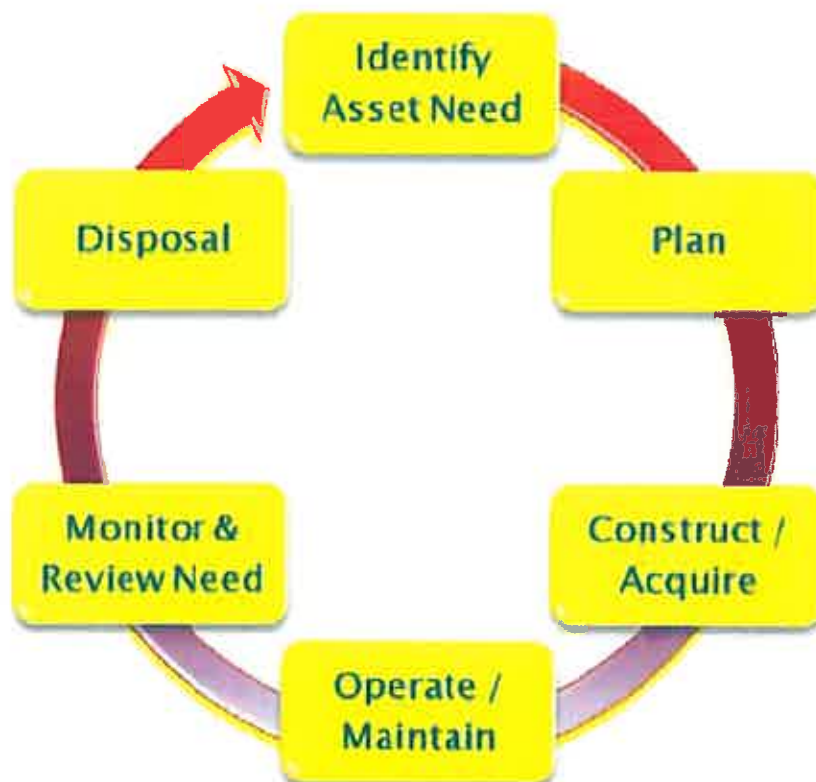 Identify
Asset Need
Plan
Construct /
Acquire
Operate /
Maintain
Monitor &
Review Need
Disposal